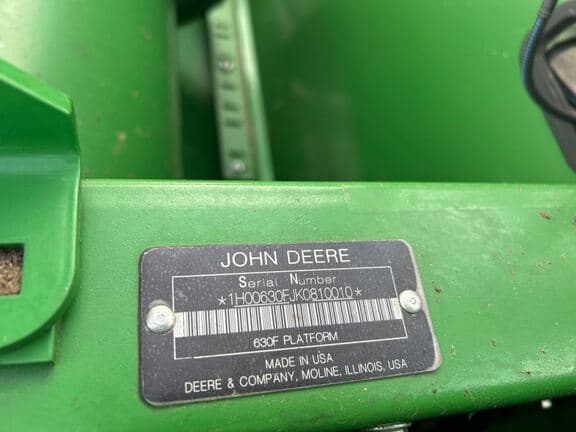 JOHN DEERE
Serial Number
*1H00630FJK0810010*
630F PLATFORM
MADE IN USA
DEERE & COMPANY, MOLINE, ILLINOIS, USA